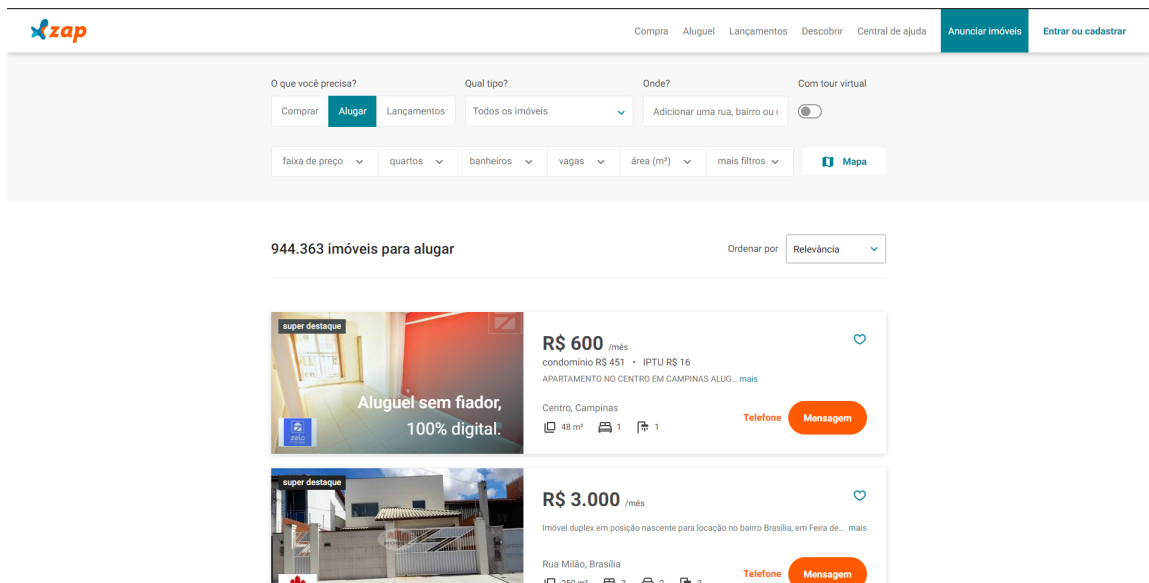 zap
Compra Aluguel Lançamentos Descobrir Central de ajuda Anunciar imóveis Entrar ou cadastrar
O que você precisa? Qual tipo? Onde? Com tour virtual
Comprar Alugar Lançamentos Todos os imóveis Adicionar uma rua, bairro ou
faixa de preço quartos banheiros vagas área (m²) mais filtros Mapa
944.363 imóveis para alugar Ordenar por Relevância
super destaque
Aluguel sem fiador,
100% digital.
zelo
R$ 600 /mês
condomínio R$ 451 • IPTU R$ 16
APARTAMENTO NO CENTRO EM CAMPINAS ALUG... mais
Centro, Campinas
48 m² 1 1
Telefone Mensagem
super destaque
R$ 3.000 /mês
Imóvel duplex em posição nascente para locação no bairro Brasília, em Feira de... mais
Rua Milão, Brasília
250 m² 3 2 3
Telefone Mensagem